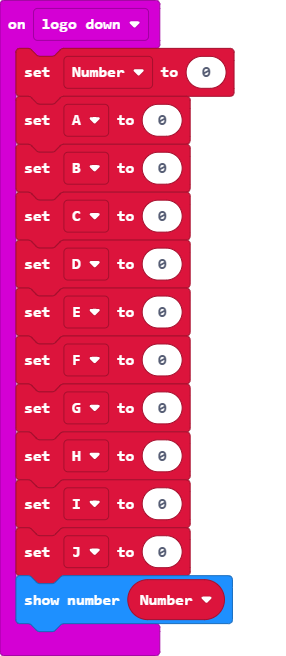 on logo down
set Number to 0
set A to 0
set B to 0
set C to 0
set D to 0
set E to 0
set F to 0
set G to 0
set H to 0
set I to 0
set J to 0
show number Number